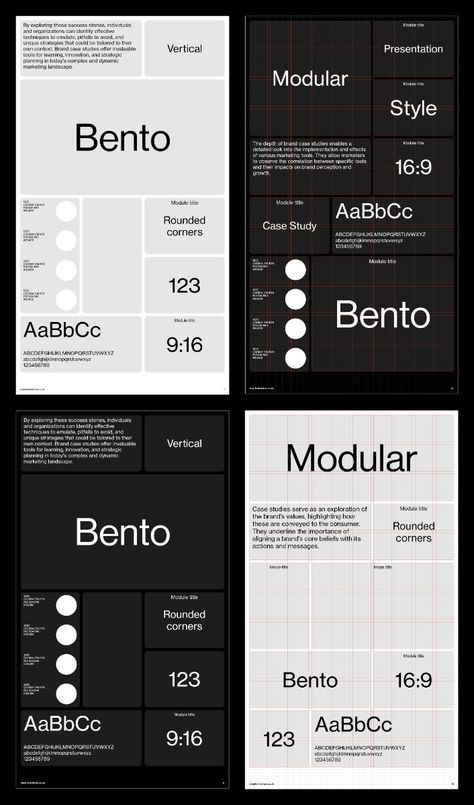 By exploring these success stories, individuals
and organizations can identify effective
techniques to emulate, pitfalls to avoid, and
unique strategies that could be tailored to their
own context. Brand case studies offer invaluable
tools for learning, innovation, and strategic
planning in today's complex and dynamic
marketing landscape.
Vertical
Bento
Module title
Rounded
corners
123
AaBbCc
ABCDEFGHIJKLMNOPQRSTUVWXYZ
abcdefghijklmnopqrstuvwxyz
123456789
Module title
9:16
Modular
Module title
Presentation
Module title
Style
The depth of brand case studies enables a
detailed look into the implementation and effects
of various marketing tools. They allow marketers
to observe the correlation between specific tools
and their impacts on brand perception and
growth.
Module title
16:9
Module title
Case Study
AaBbCc
ABCDEFGHIJKLMNOPQRSTUVWXYZ
abcdefghijklmnopqrstuvwxyz
123456789
Module title
Bento
By exploring these success stories, individuals
and organizations can identify effective
techniques to emulate, pitfalls to avoid, and
unique strategies that could be tailored to their
own context. Brand case studies offer invaluable
tools for learning, innovation, and strategic
planning in today's complex and dynamic
marketing landscape.
Vertical
Bento
Module title
Rounded
corners
123
AaBbCc
ABCDEFGHIJKLMNOPQRSTUVWXYZ
abcdefghijklmnopqrstuvwxyz
123456789
Module title
9:16
Modular
Case studies serve as an exploration of
the brand's values, highlighting how
these are conveyed to the consumer.
They underline the importance of
aligning a brand's core beliefs with its
actions and messages.
Module title
Rounded
corners
Image title
Image title
Bento
Module title
16:9
123
AaBbCc
ABCDEFGHIJKLMNOPQRSTUVWXYZ
abcdefghijklmnopqrstuvwxyz
123456789